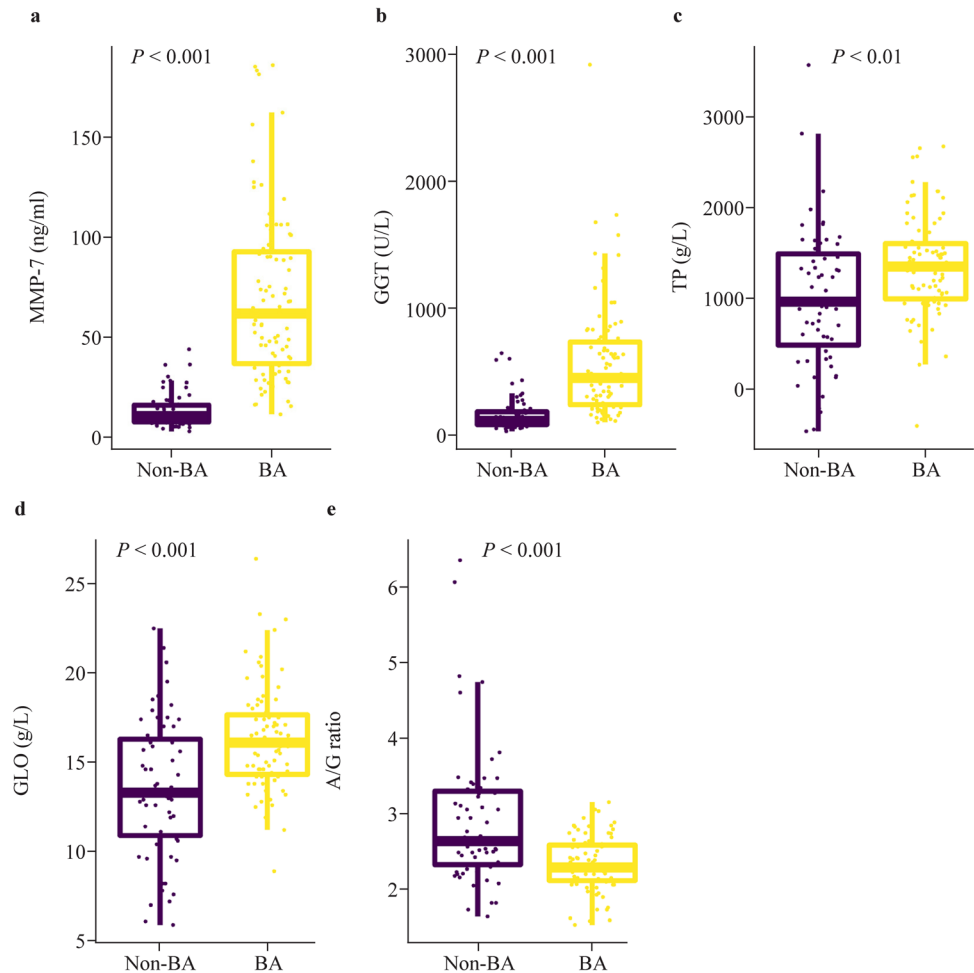 a
P < 0.001
MMP-7 (ng/ml)
150
100
50
0
Non-BA BA
b
P < 0.001
GGT (U/L)
3000
2000
1000
0
Non-BA BA
c
P < 0.01
TP (g/L)
3000
2000
1000
0
Non-BA BA
d
P < 0.001
GLO (g/L)
25
20
15
10
5
Non-BA BA
e
P < 0.001
A/G ratio
6
5
4
3
2
Non-BA BA